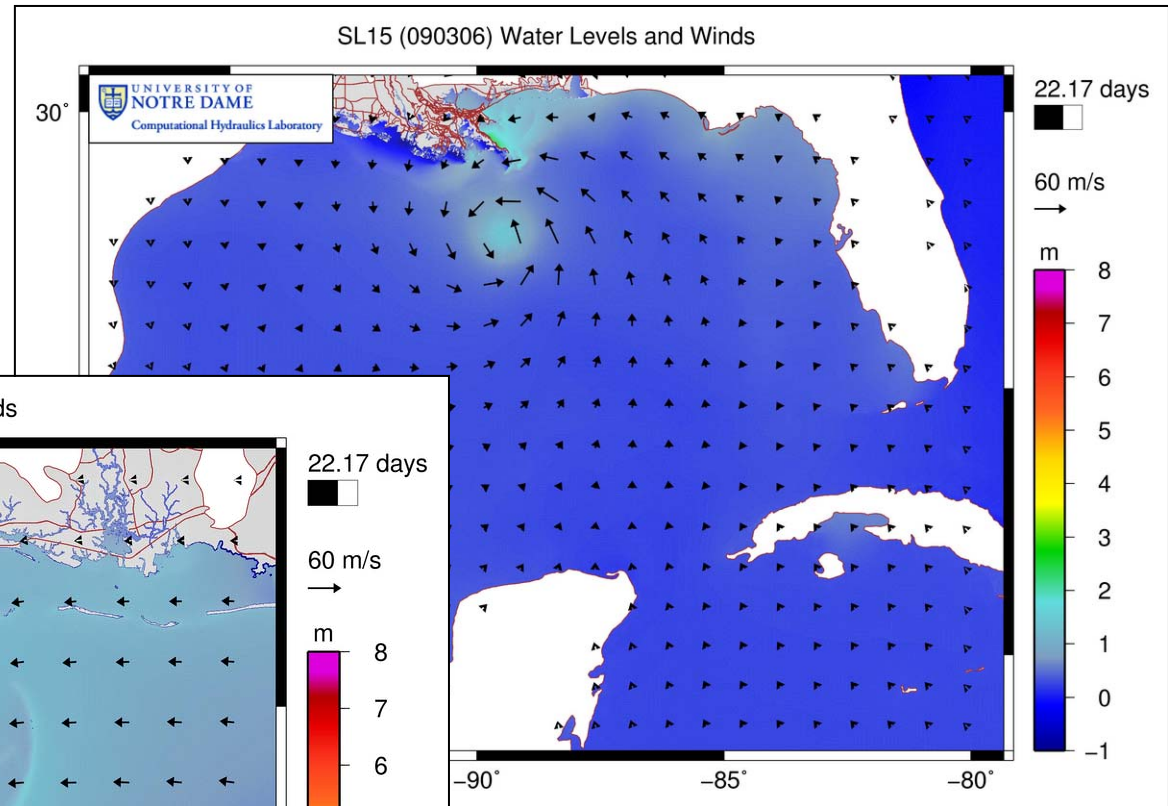 SL15 (090306) Water Levels and Winds
UNIVERSITY OF
NOTRE DAME
Computational Hydraulics Laboratory
30°
22.17 days
60 m/s
m
8
7
6
5
4
3
2
1
0
−1
−90°
−85°
−80°
ds
22.17 days
60 m/s
m
8
7
6